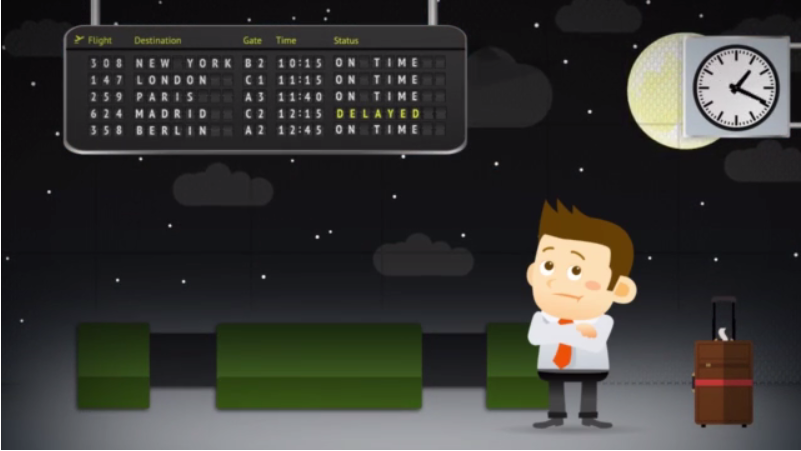 Flight Destination Gate Time Status
308 NEW YORK B2 10:15 ON TIME
147 LONDON C1 11:15 ON TIME
259 PARIS A3 11:40 ON TIME
624 MADRID C2 12:15 DELAYED
358 BERLIN A2 12:45 ON TIME